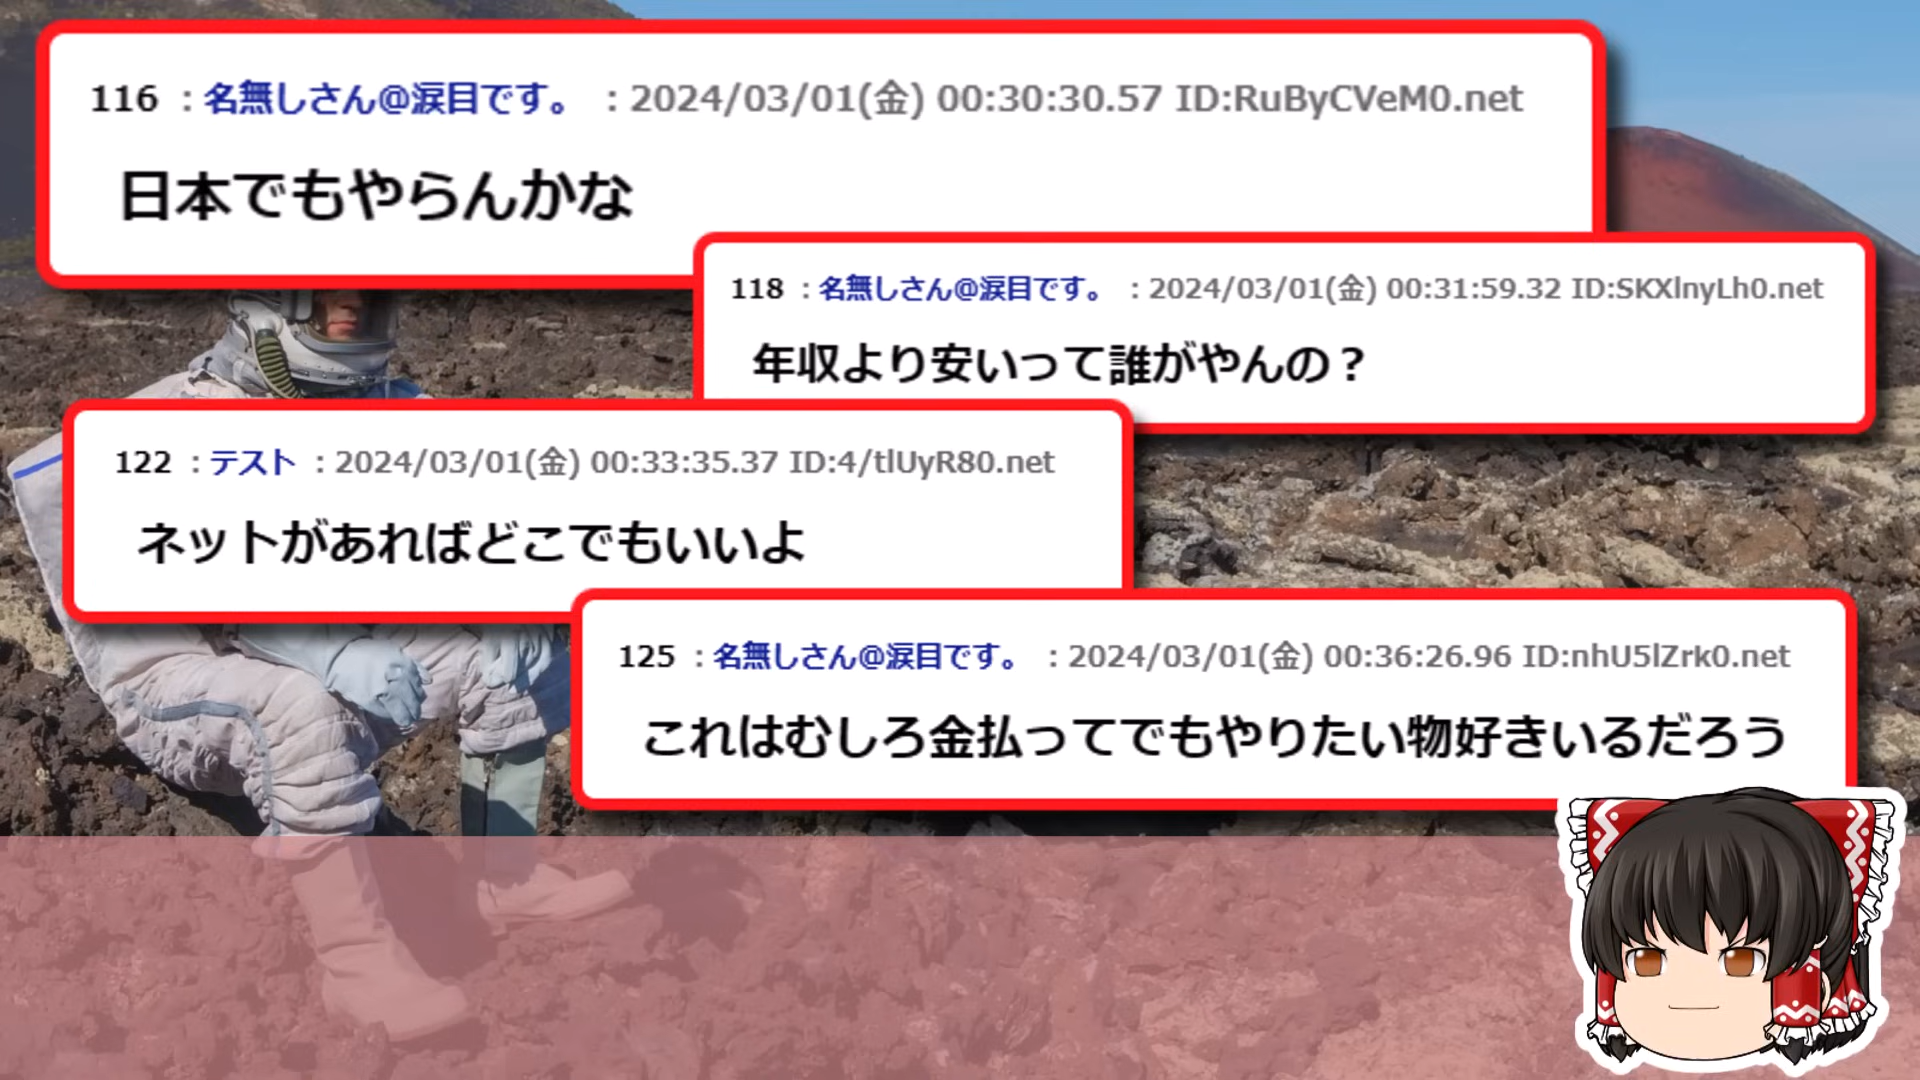 116 ：名無しさん@涙目です。 ：2024/03/01(金) 00:30:30.57 ID:RuByCVeM0.net
日本でもやらんかな
118 ：名無しさん@涙目です。 ：2024/03/01(金) 00:31:59.32 ID:SKXlnyLh0.net
年収より安いって誰がやんの？
122 ：テスト ：2024/03/01(金) 00:33:35.37 ID:4/tlUyR80.net
ネットがあればどこでもいいよ
125 ：名無しさん@涙目です。 ：2024/03/01(金) 00:36:26.96 ID:nhU5lZrk0.net
これはむしろ金払ってでもやりたい物好きいるだろう